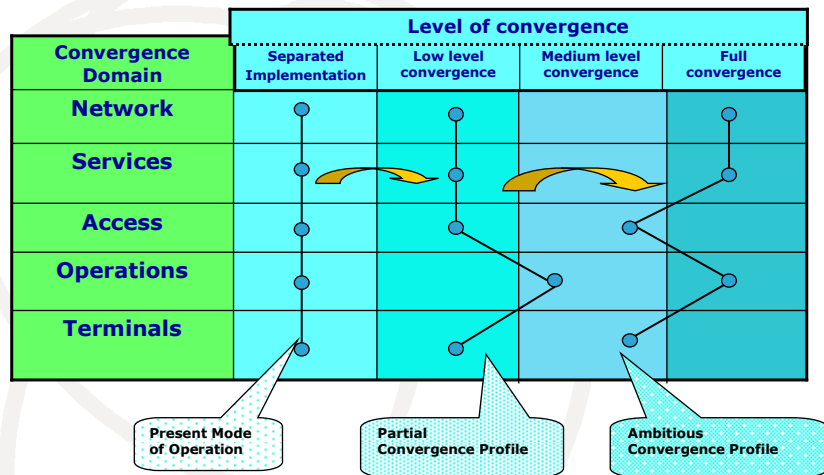 Level of convergence
Convergence
Domain
Separated
Implementation
Low level
convergence
Medium level
convergence
Full
convergence
Network
Services
Access
Operations
Terminals
Present Mode
of Operation
Partial
Convergence Profile
Ambitious
Convergence Profile